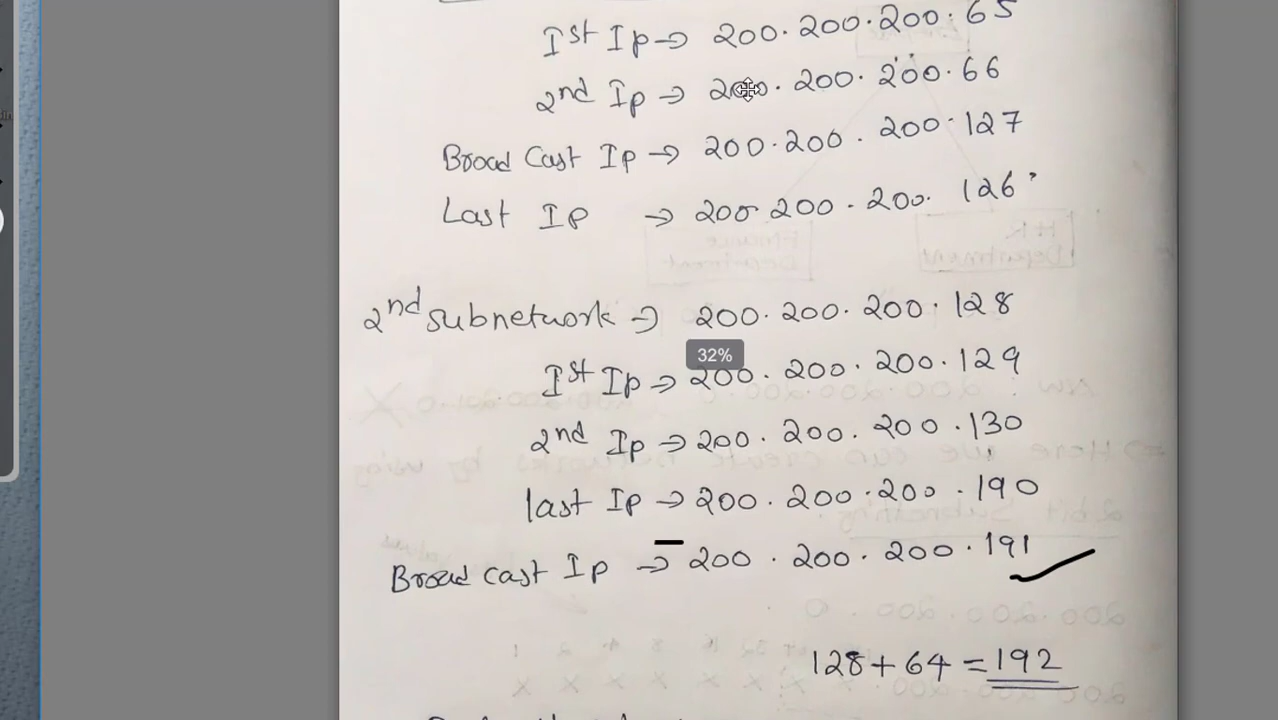 Ist Ip → 200.200.200.65
2nd Ip → 200.200.200.66
Broad Cast Ip → 200.200.200.127
Last Ip → 200.200.200.126
2nd subnetwork → 200.200.200.128
32%
Ist Ip → 200.200.200.129
2nd Ip → 200.200.200.130
last Ip → 200.200.200.190
Broad cast Ip → 200.200.200.191
128+64=192